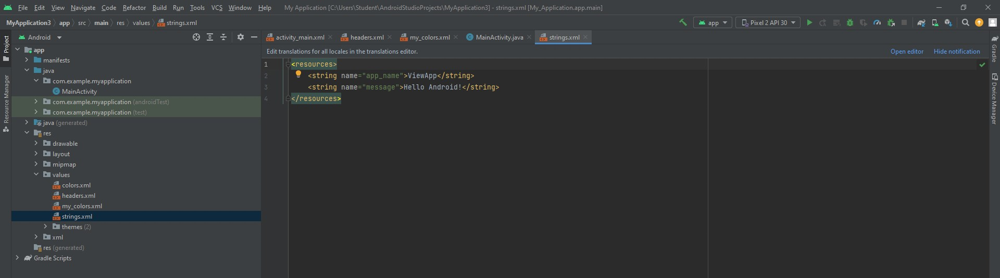 File Edit View Navigate Code Refactor Build Run Tools VCS Window Help My Application [C:\Users\Student\AndroidStudioProjects\MyApplication3] - strings.xml [My_Application.app.main]
MyApplication3 app src main res values strings.xml app Pixel 2 API 30
Project
Resource Manager
Android
app
manifests
java
com.example.myapplication
MainActivity
com.example.myapplication (androidTest)
com.example.myapplication (test)
java (generated)
res
drawable
layout
mipmap
values
colors.xml
headers.xml
my_colors.xml
strings.xml
themes (2)
xml
res (generated)
Gradle Scripts
activity_main.xml headers.xml my_colors.xml MainActivity.java strings.xml
Edit translations for all locales in the translations editor. Open editor Hide notification
1 <resources>
2 <string name="app_name">ViewApp</string>
3 <string name="message">Hello Android!</string>
4 </resources>
Gradle
Device Manager